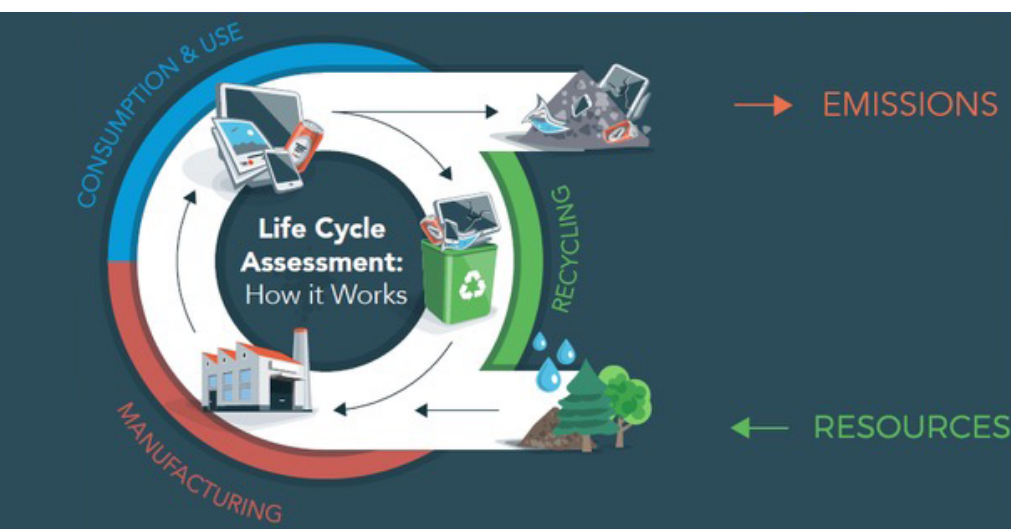 CONSUMPTION & USE
EMISSIONS
Life Cycle
Assessment:
How it Works
RECYCLING
MANUFACTURING
RESOURCES